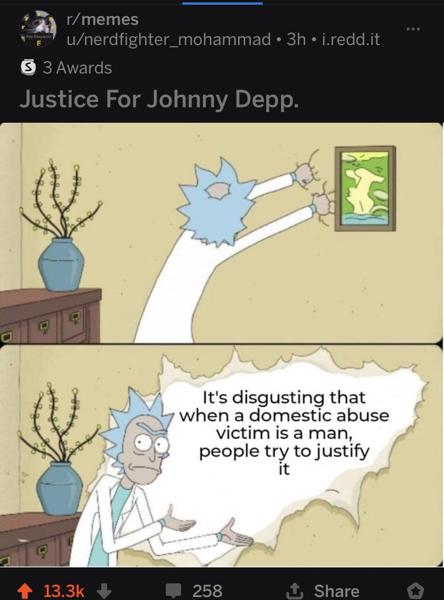 r/memes
u/nerdfighter_mohammad • 3h • i.redd.it
3 Awards
Justice For Johnny Depp.
It's disgusting that
when a domestic abuse
victim is a man,
people try to justify
it
13.3k 258 Share